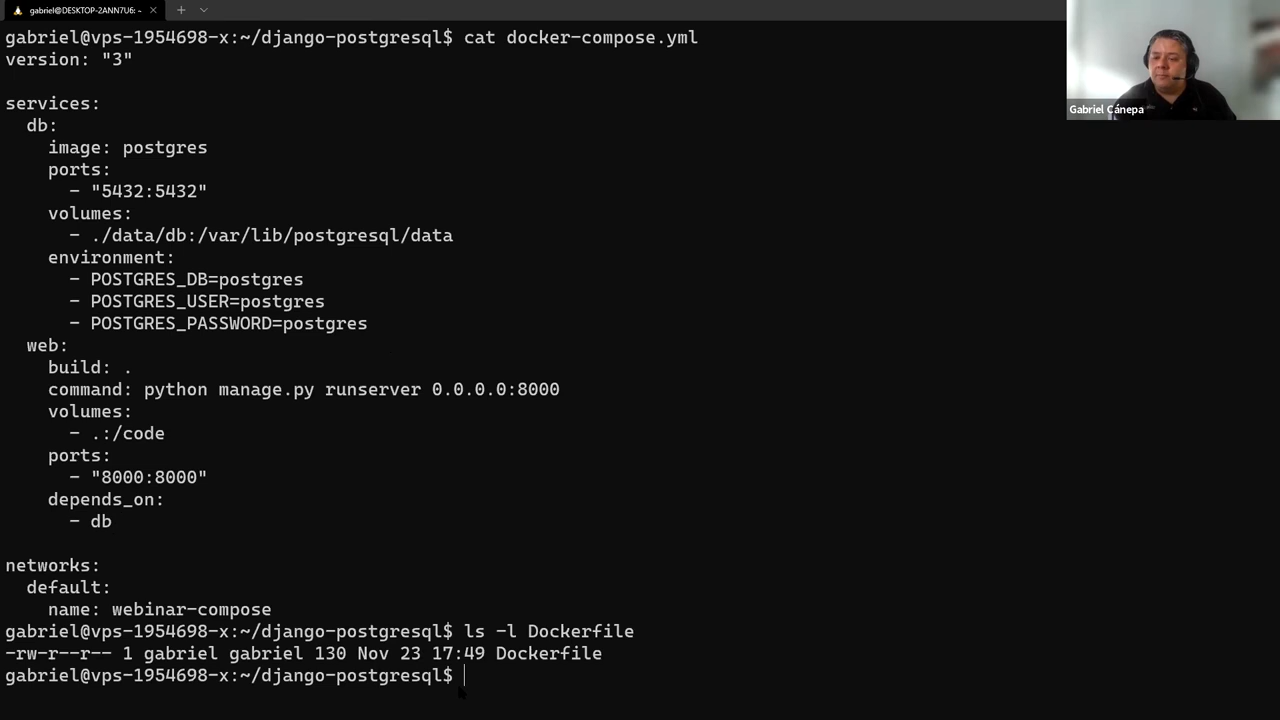 gabriel@DESKTOP-2ANN7U6: ~
gabriel@vps-1954698-x:~/django-postgresql$ cat docker-compose.yml
version: "3"

services:
  db:
    image: postgres
    ports:
      - "5432:5432"
    volumes:
      - ./data/db:/var/lib/postgresql/data
    environment:
      - POSTGRES_DB=postgres
      - POSTGRES_USER=postgres
      - POSTGRES_PASSWORD=postgres
  web:
    build: .
    command: python manage.py runserver 0.0.0.0:8000
    volumes:
      - .:/code
    ports:
      - "8000:8000"
    depends_on:
      - db

networks:
  default:
    name: webinar-compose
gabriel@vps-1954698-x:~/django-postgresql$ ls -l Dockerfile
-rw-r--r-- 1 gabriel gabriel 130 Nov 23 17:49 Dockerfile
gabriel@vps-1954698-x:~/django-postgresql$
Gabriel Cánepa